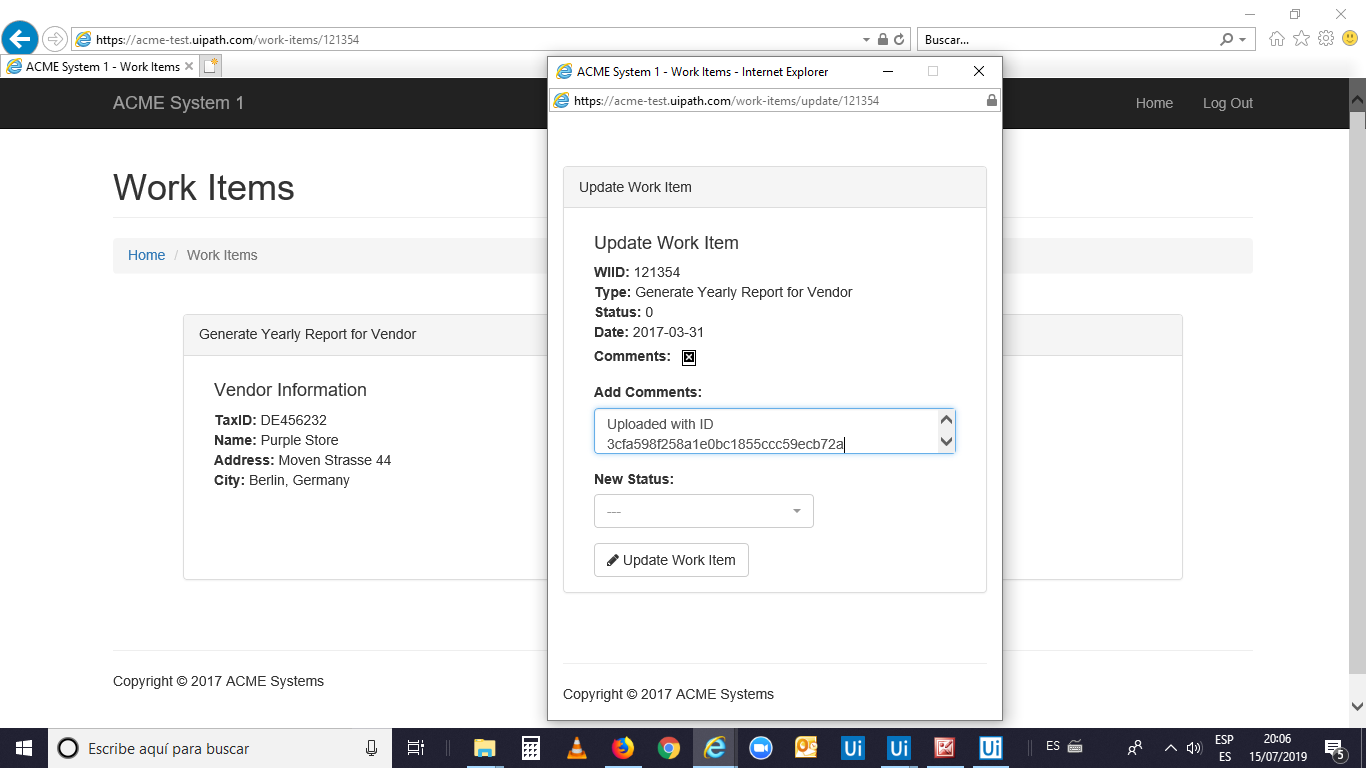 https://acme-test.uipath.com/work-items/121354
Buscar...
ACME System 1 - Work Items
ACME System 1
Home
Log Out
Work Items
Home / Work Items
Generate Yearly Report for Vendor
Vendor Information
TaxID: DE456232
Name: Purple Store
Address: Moven Strasse 44
City: Berlin, Germany
Copyright © 2017 ACME Systems
ACME System 1 - Work Items - Internet Explorer
https://acme-test.uipath.com/work-items/update/121354
Update Work Item
Update Work Item
WIID: 121354
Type: Generate Yearly Report for Vendor
Status: 0
Date: 2017-03-31
Comments:
Add Comments:
Uploaded with ID
3cfa598f258a1e0bc1855ccc59ecb72a
New Status:
---
Update Work Item
Copyright © 2017 ACME Systems
Escribe aquí para buscar
Ui
Ui
Ui
ES
ESP
ES
20:06
15/07/2019
5